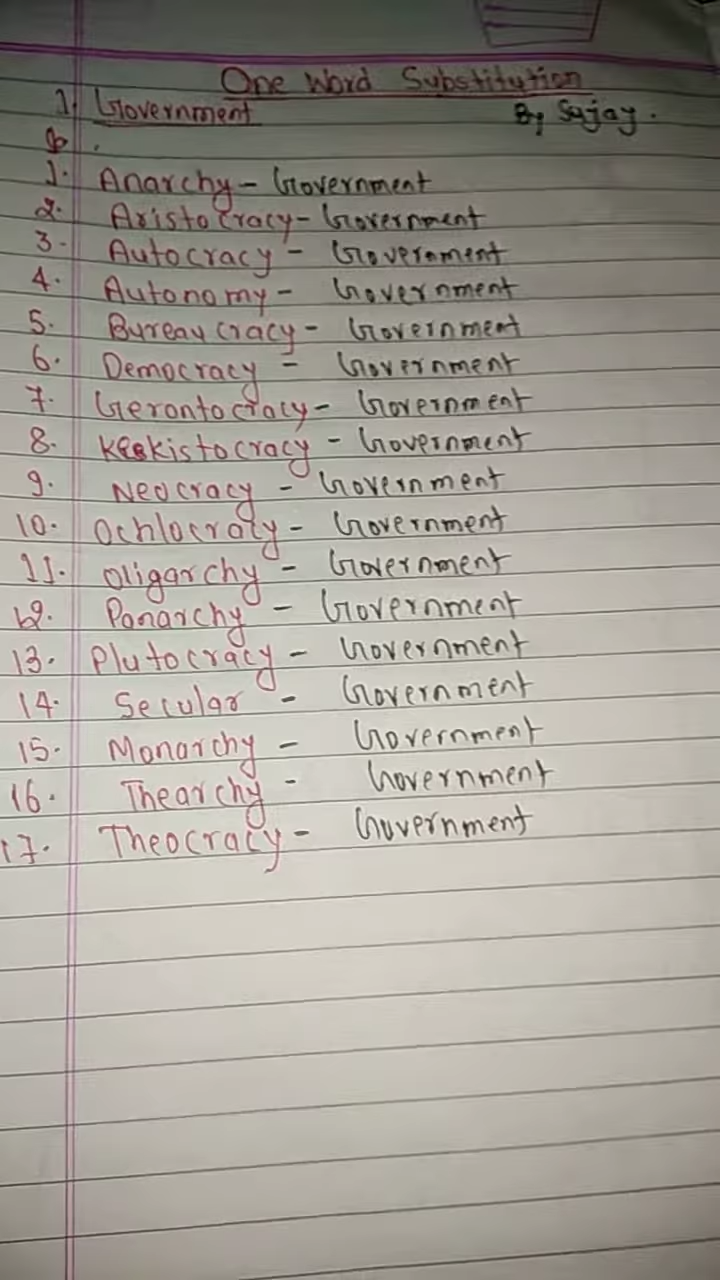 One Word Substitution
1. Government By Sujay.
1. Anarchy - Government
2. Aristocracy - Government
3. Autocracy - Government
4. Autonomy - Government
5. Bureaucracy - Government
6. Democracy - Government
7. Gerontocracy - Government
8. Kakistocracy - Government
9. Neocracy - Government
10. Ochlocraty - Government
11. Oligarchy - Government
12. Panarchy - Government
13. Plutocracy - Government
14. Secular - Government
15. Monarchy - Government
16. Thearchy - Government
17. Theocracy - Government